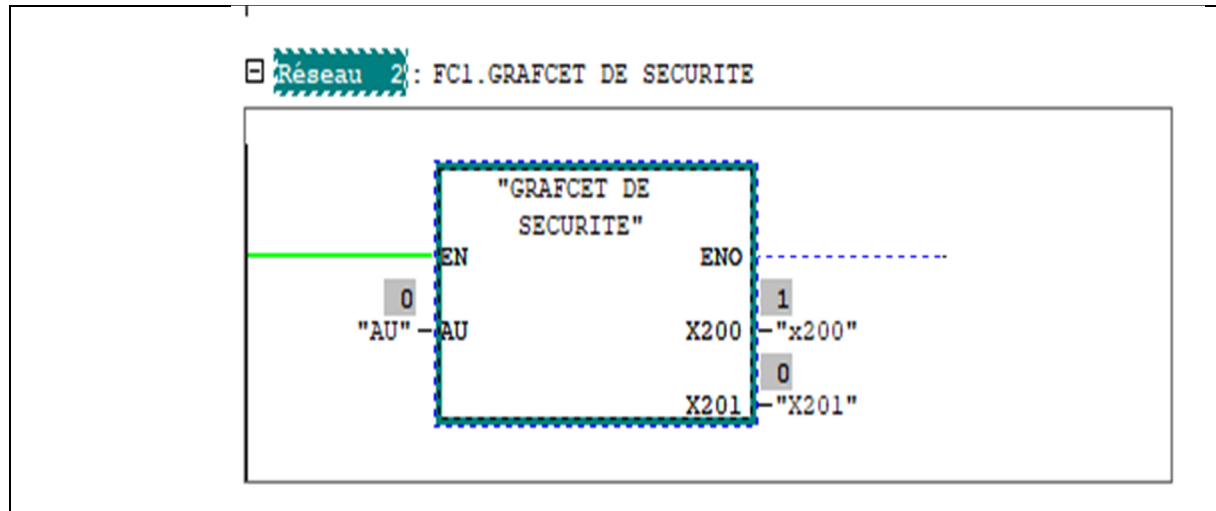 Réseau 2 : FC1.GRAFCET DE SECURITE
"GRAFCET DE
SECURITE"
EN ENO
0 1
"AU" AU X200 "x200"
0
X201 "X201"